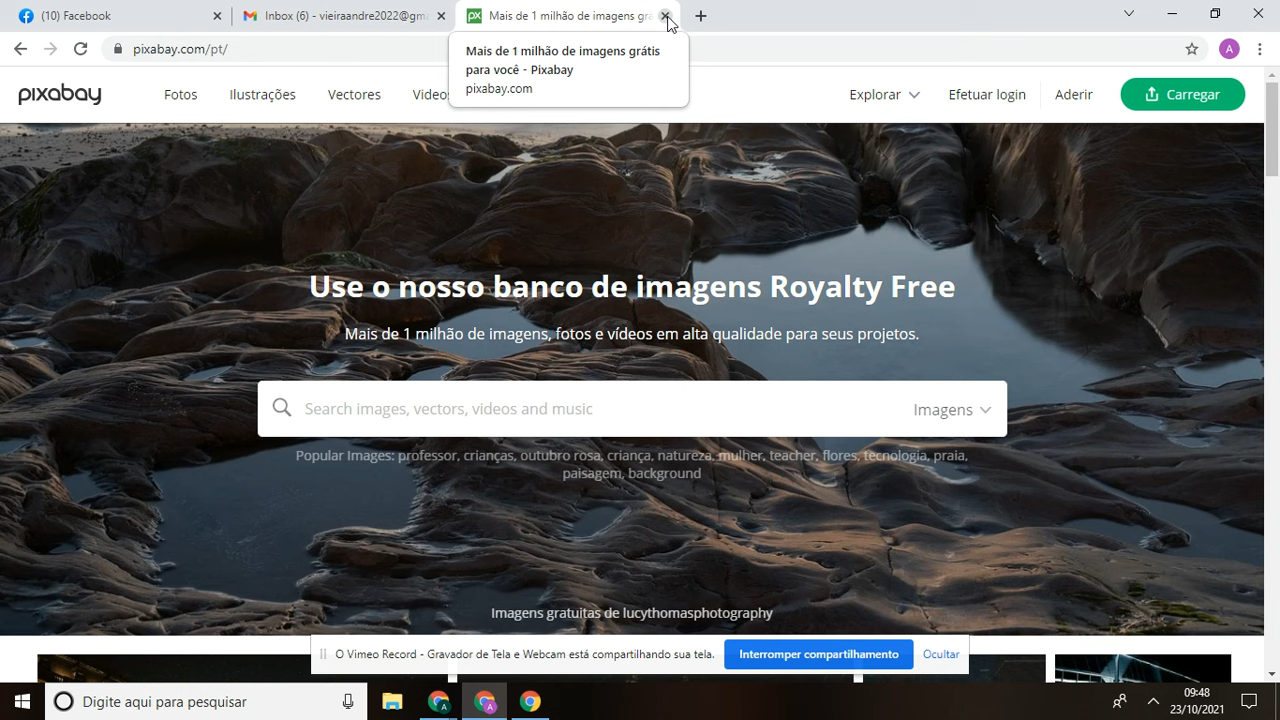 (10) Facebook
Inbox (6) - vieiraandre2022@gm
Mais de 1 milhão de imagens gra
pixabay.com/pt/
A
Mais de 1 milhão de imagens grátis
para você - Pixabay
pixabay.com
pixabay
Fotos
Ilustrações
Vectores
Videos
Explorar
Efetuar login
Aderir
Carregar
Use o nosso banco de imagens Royalty Free
Mais de 1 milhão de imagens, fotos e vídeos em alta qualidade para seus projetos.
Search images, vectors, videos and music
Imagens
Popular Images: professor, crianças, outubro rosa, criança, natureza, mulher, teacher, flores, tecnologia, praia,
paisagem, background
Imagens gratuitas de lucythomasphotography
O Vimeo Record - Gravador de Tela e Webcam está compartilhando sua tela.
Interromper compartilhamento
Ocultar
Digite aqui para pesquisar
09:48
23/10/2021